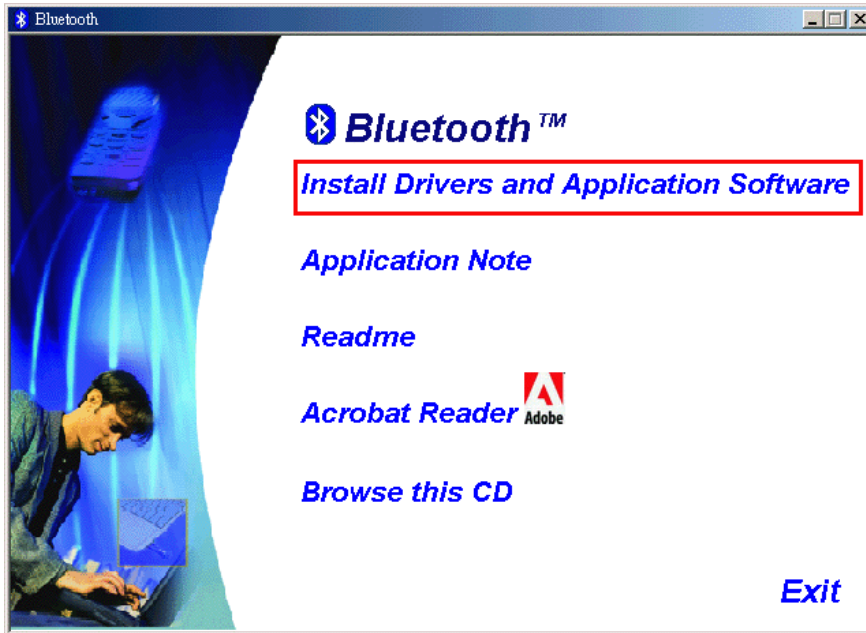 Bluetooth
Bluetooth™
Install Drivers and Application Software
Application Note
Readme
Acrobat Reader
Adobe
Browse this CD
Exit